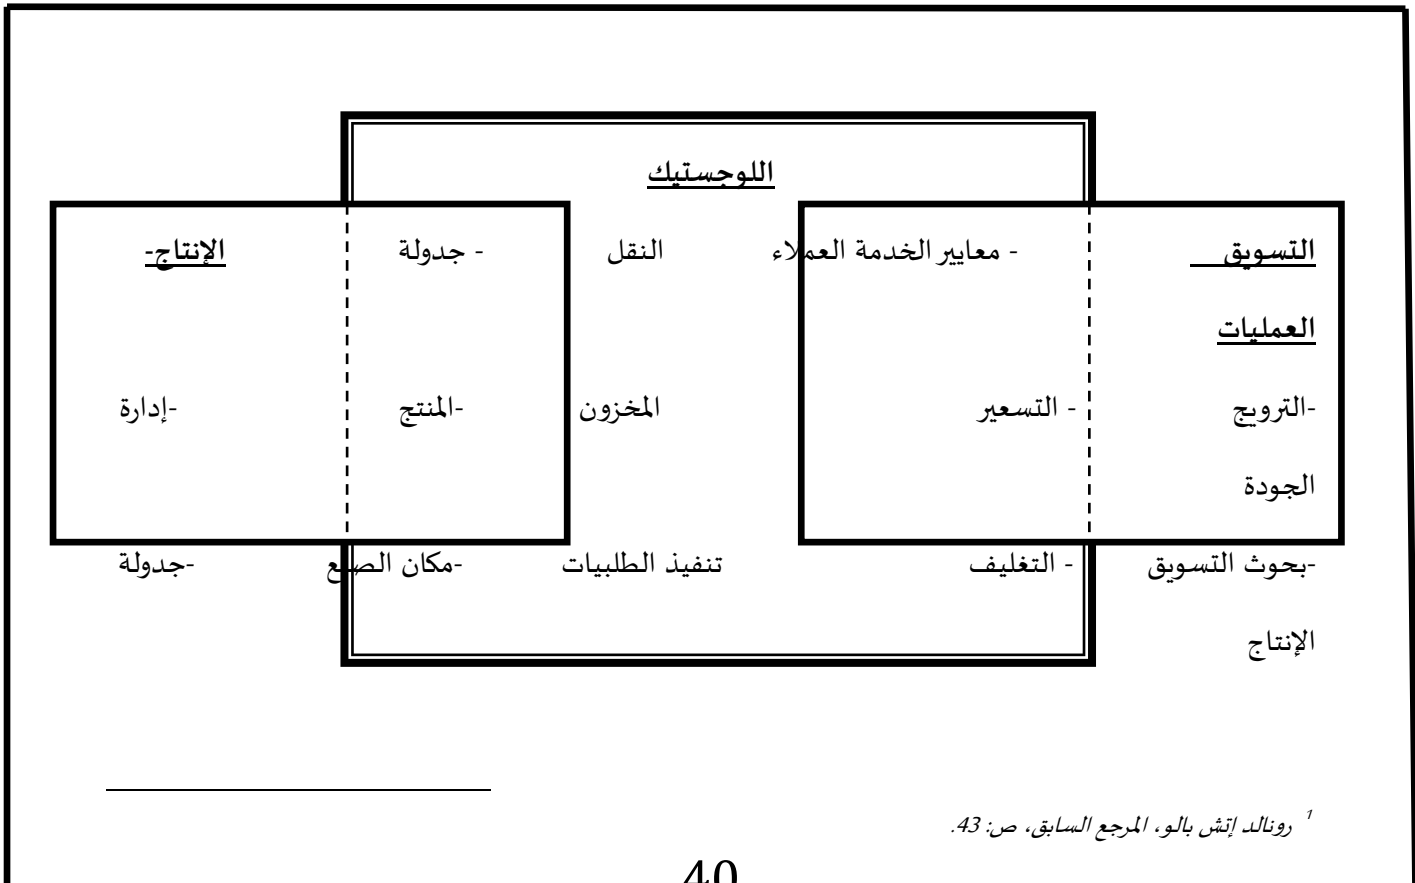 اللوجستيك
التسويق - معايير الخدمة العملاء النقل - جدولة الإنتاج-
العمليات
-الترويج - التسعير المخزون -المنتج -إدارة
الجودة
-بحوث التسويق - التغليف تنفيذ الطلبيات -مكان الصنع -جدولة
الإنتاج
1 رونالد إتش بالو، المرجع السابق، ص: 43.
40